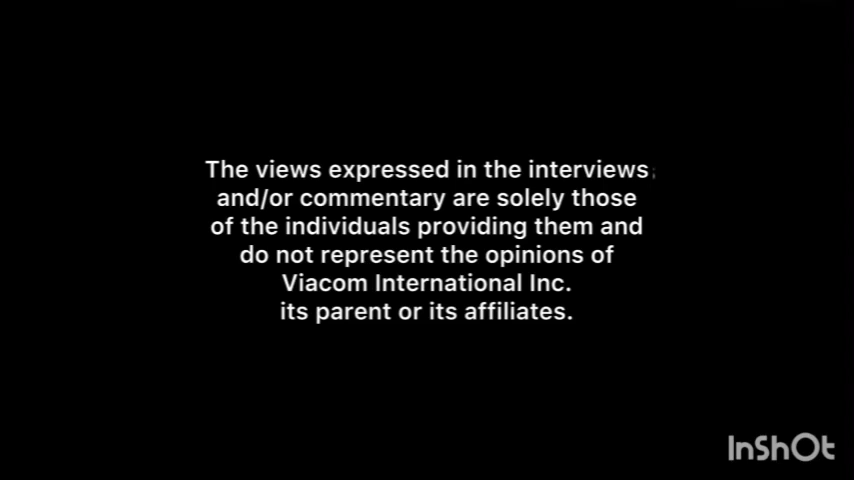 The views expressed in the interviews
and/or commentary are solely those
of the individuals providing them and
do not represent the opinions of
Viacom International Inc.
its parent or its affiliates.
InShOt